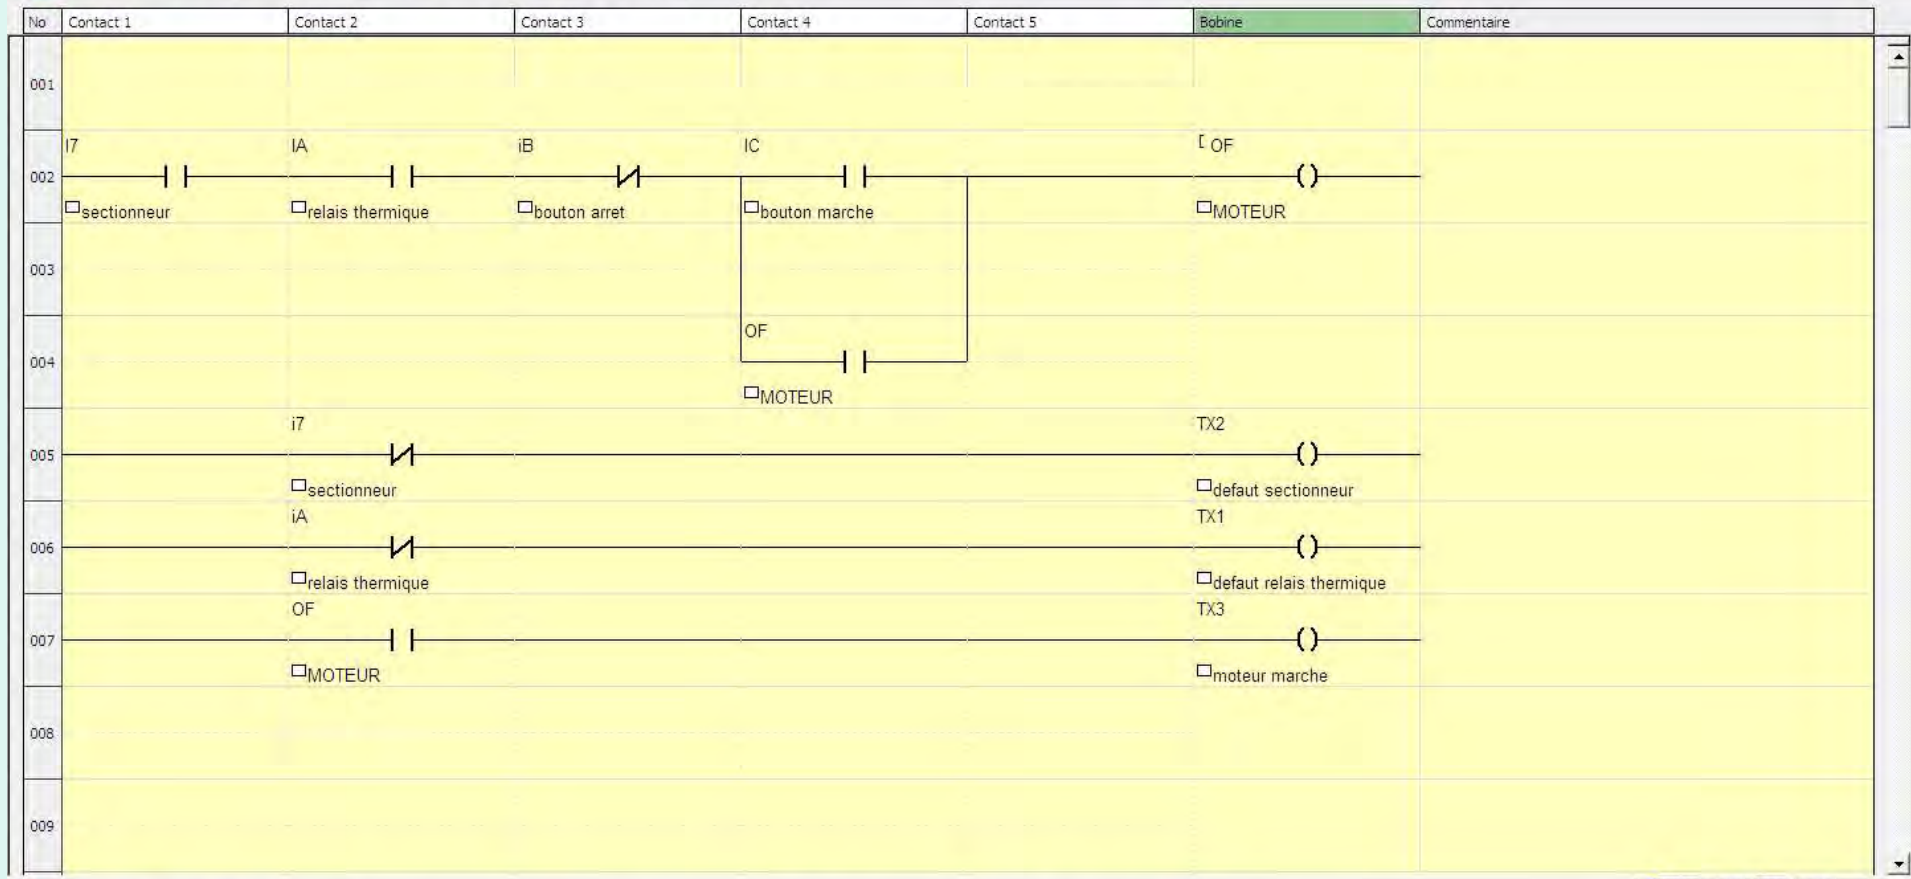 No Contact 1 Contact 2 Contact 3 Contact 4 Contact 5 Bobine Commentaire
001
I7 IA iB IC [ OF
002
sectionneur relais thermique bouton arret bouton marche MOTEUR
003
OF
004
MOTEUR
i7 TX2
005
sectionneur defaut sectionneur
iA TX1
006
relais thermique defaut relais thermique
OF TX3
007
MOTEUR moteur marche
008
009